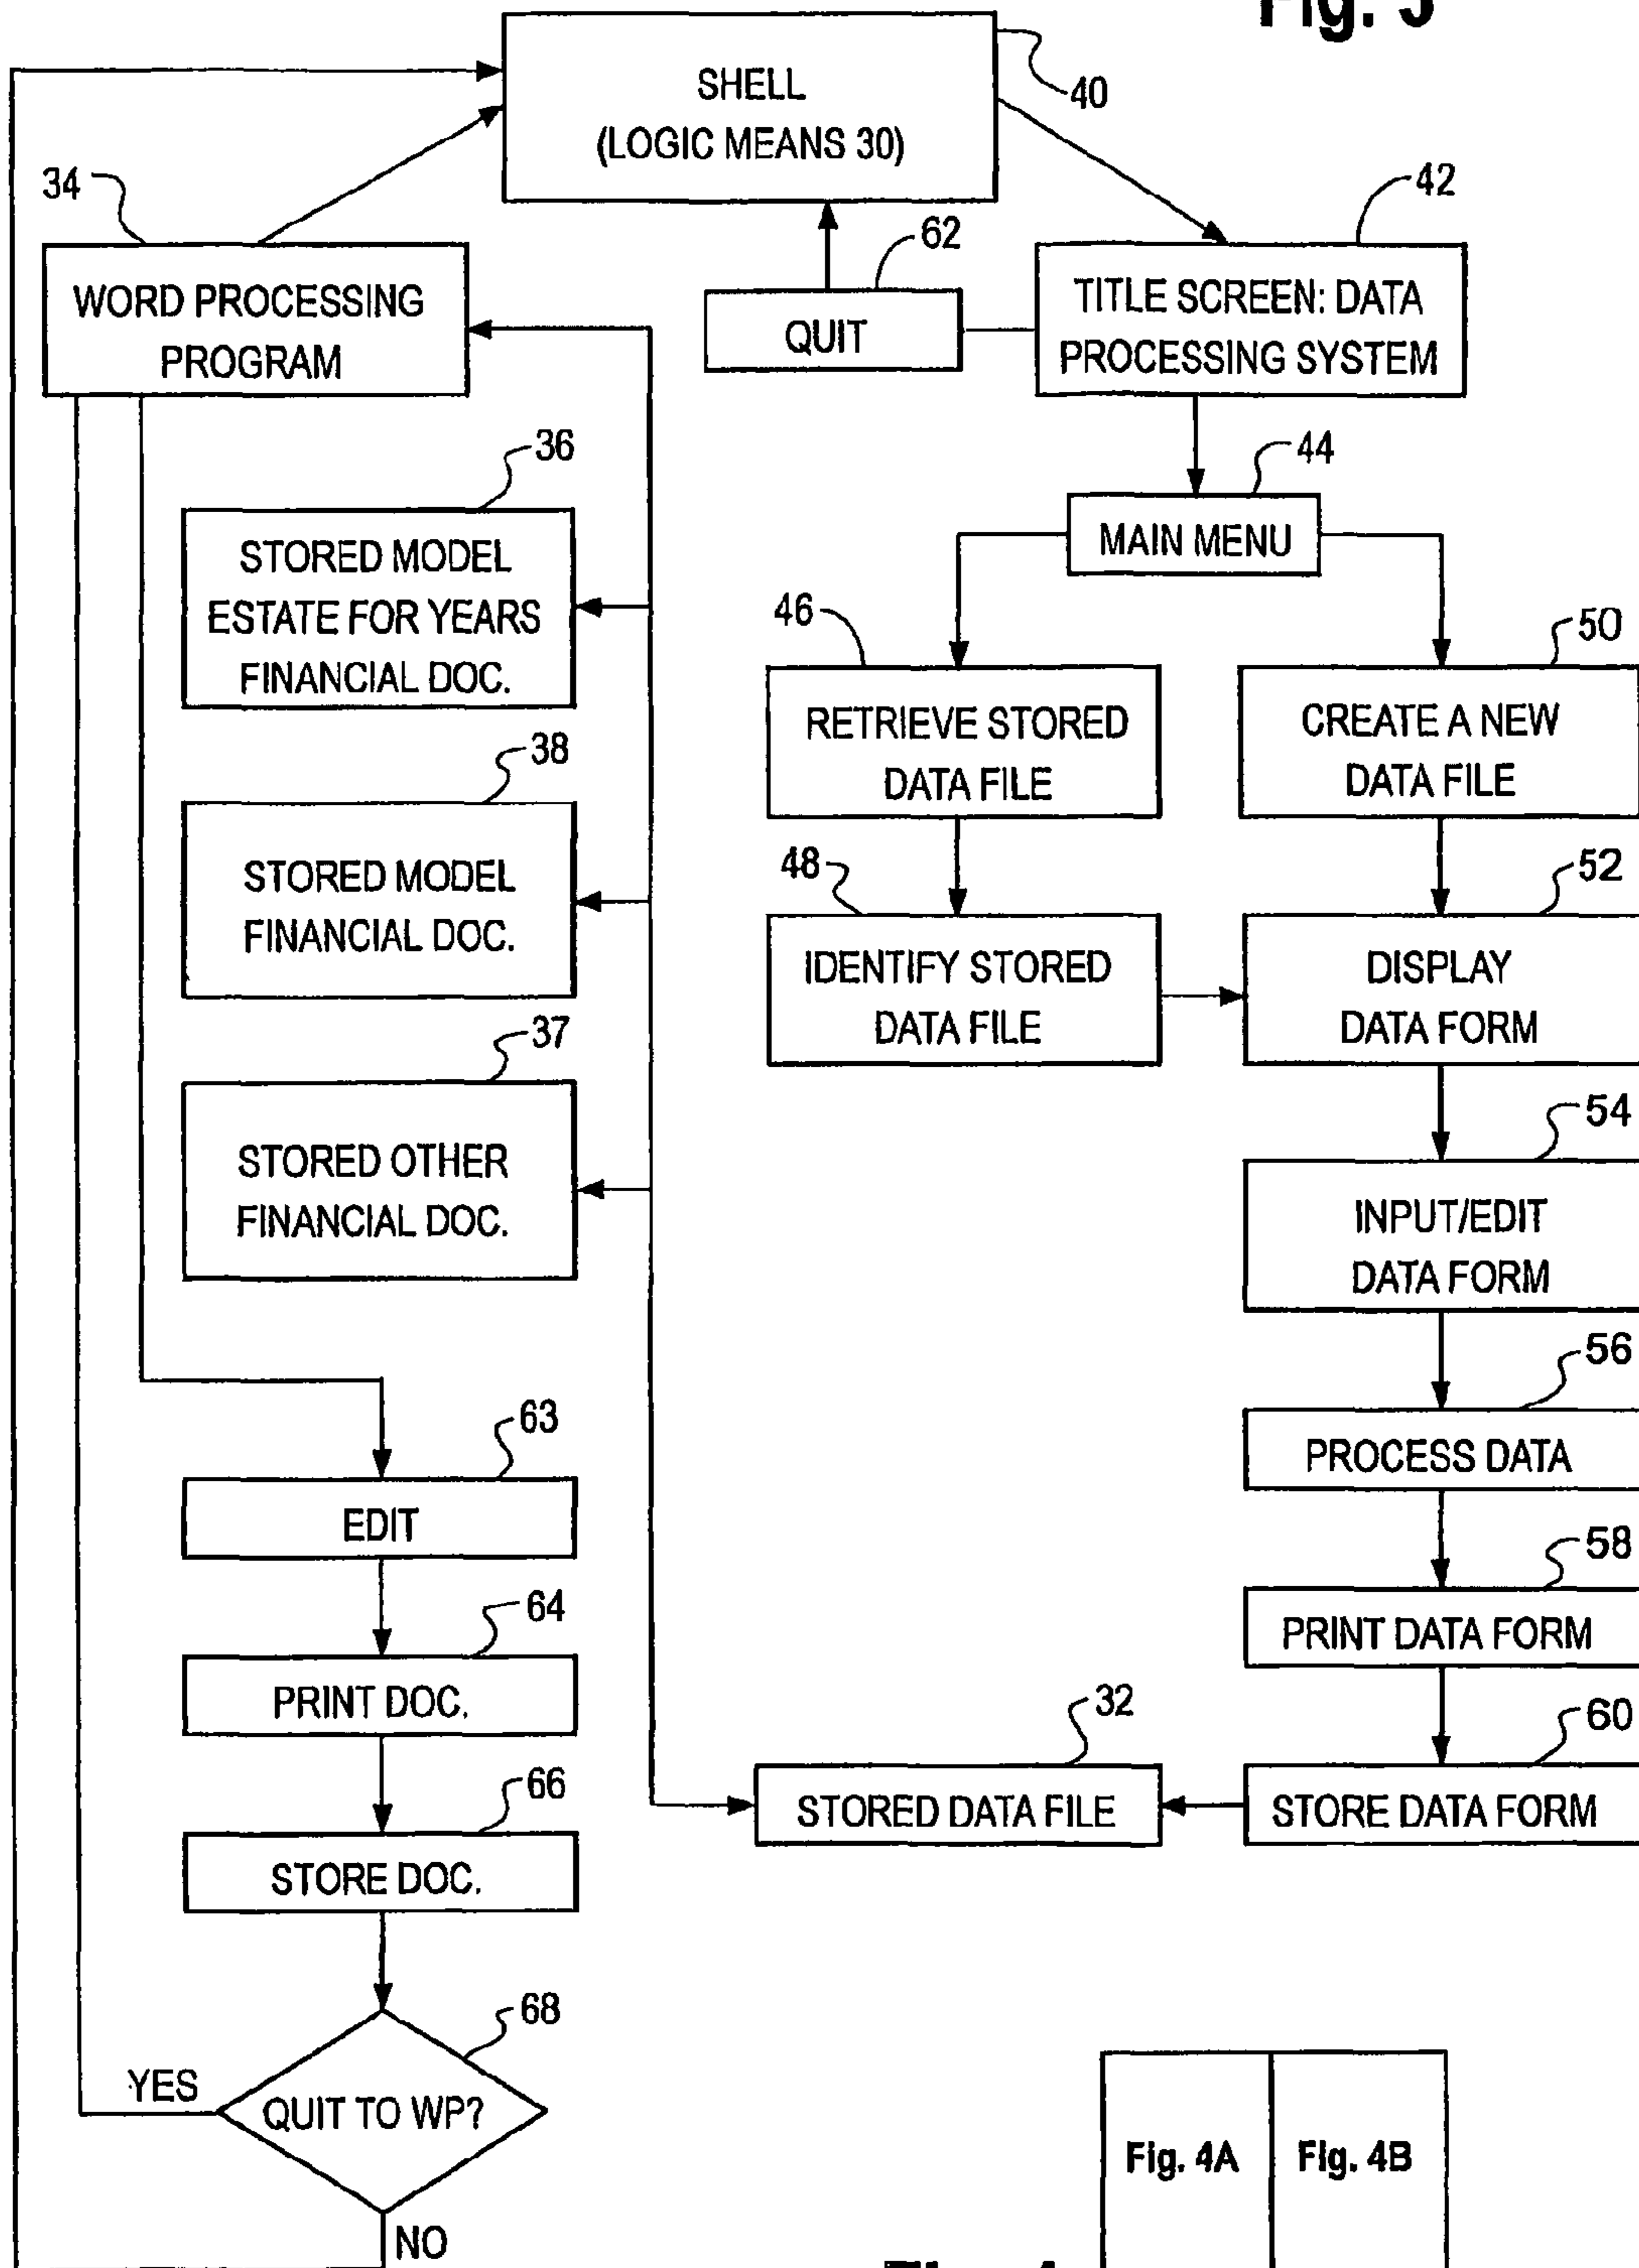 Fig. 3
SHELL
(LOGIC MEANS 30)
40
34
WORD PROCESSING
PROGRAM
62
QUIT
42
TITLE SCREEN: DATA
PROCESSING SYSTEM
44
MAIN MENU
36
STORED MODEL
ESTATE FOR YEARS
FINANCIAL DOC.
46
RETRIEVE STORED
DATA FILE
50
CREATE A NEW
DATA FILE
38
STORED MODEL
FINANCIAL DOC.
48
IDENTIFY STORED
DATA FILE
52
DISPLAY
DATA FORM
37
STORED OTHER
FINANCIAL DOC.
54
INPUT/EDIT
DATA FORM
56
PROCESS DATA
63
EDIT
58
PRINT DATA FORM
64
PRINT DOC.
32
STORED DATA FILE
60
STORE DATA FORM
66
STORE DOC.
68
QUIT TO WP?
YES
NO
Fig. 4A
Fig. 4B